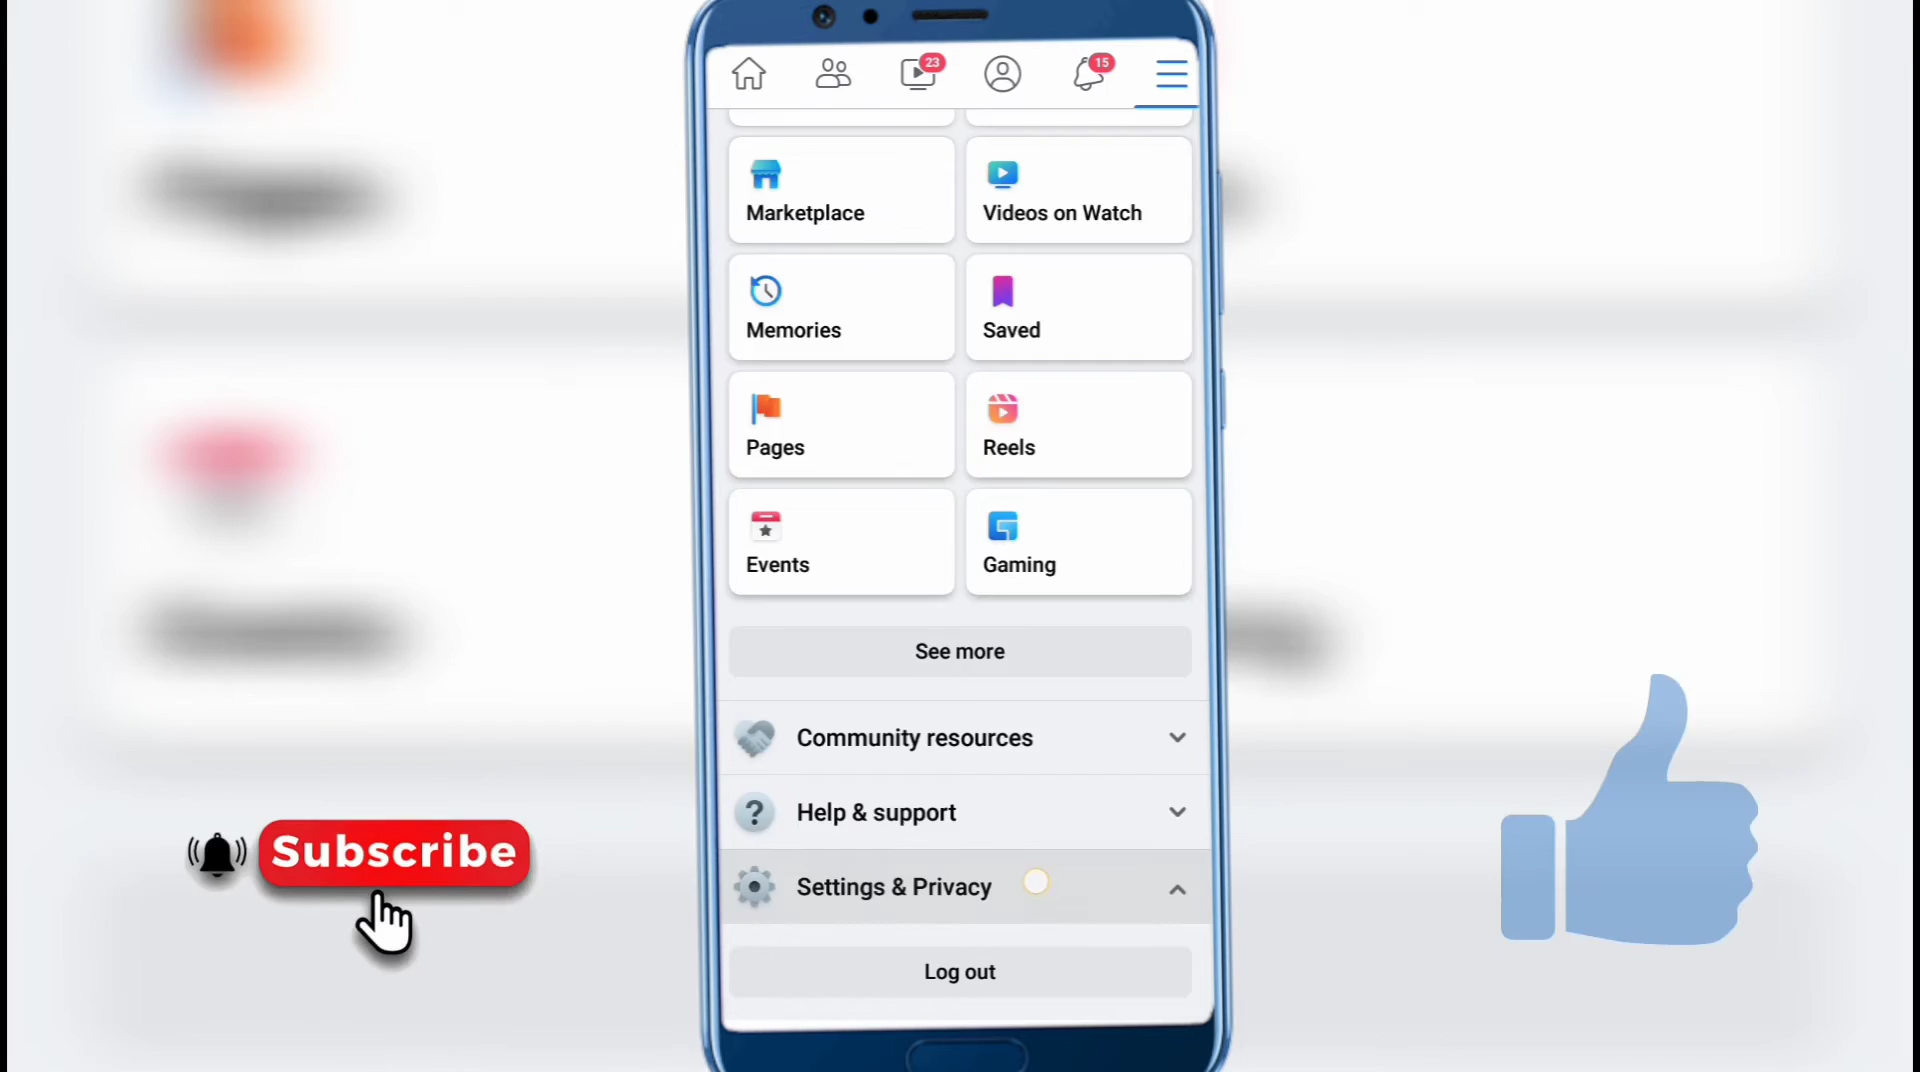 23
15
Marketplace
Videos on Watch
Memories
Saved
Pages
Reels
Events
Gaming
See more
Community resources
Help & support
Settings & Privacy
Log out
Subscribe